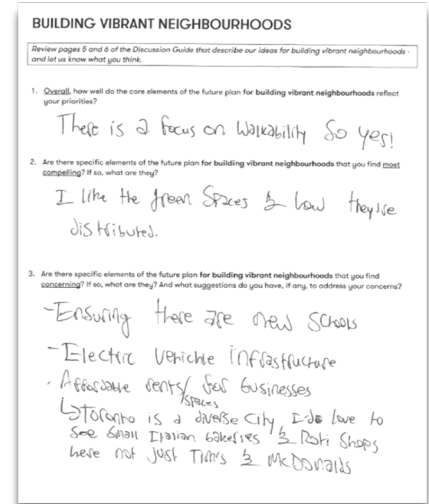 BUILDING VIBRANT NEIGHBOURHOODS
Review pages 5 and 6 of the Discussion Guide that describe our ideas for building vibrant neighbourhoods -
and let us know what you think.
1. Overall, how well do the core elements of the future plan for building vibrant neighbourhoods reflect
your priorities?
There is a focus on walkability so yes!
2. Are there specific elements of the future plan for building vibrant neighbourhoods that you find most
compelling? If so, what are they?
I like the green spaces & how they're
distributed.
3. Are there specific elements of the future plan for building vibrant neighbourhoods that you find
concerning? If so, what are they? And what suggestions do you have, if any, to address your concerns?
- Ensuring there are new schools
- Electric vehichle infrastructure
- Affordable rents/spaces for businesses
↳ Toronto is a diverse city, I'd love to
see small Italian bakeries & Roti shops
here not just Tim's & McDonalds